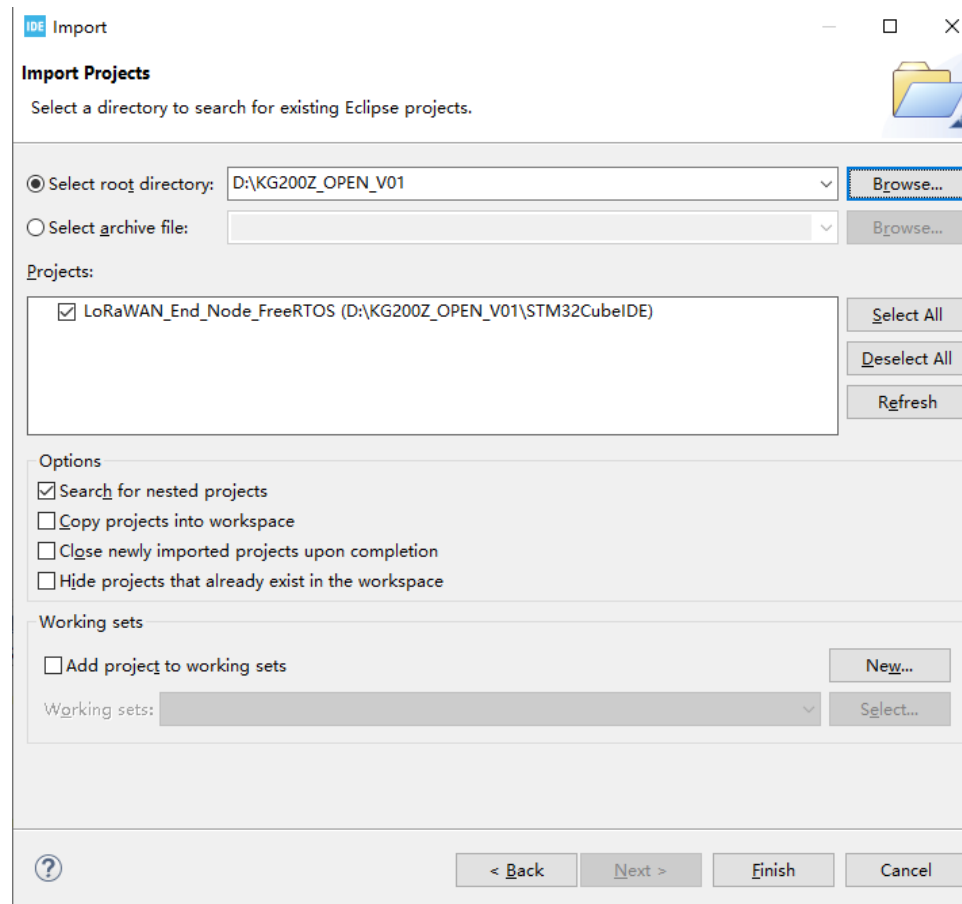 IDE Import
Import Projects
Select a directory to search for existing Eclipse projects.
Select root directory: D:\KG200Z_OPEN_V01 Browse...
Select archive file: Browse...
Projects:
LoRaWAN_End_Node_FreeRTOS (D:\KG200Z_OPEN_V01\STM32CubeIDE)
Select All
Deselect All
Refresh
Options
Search for nested projects
Copy projects into workspace
Close newly imported projects upon completion
Hide projects that already exist in the workspace
Working sets
Add project to working sets New...
Working sets: Select...
? < Back Next > Finish Cancel